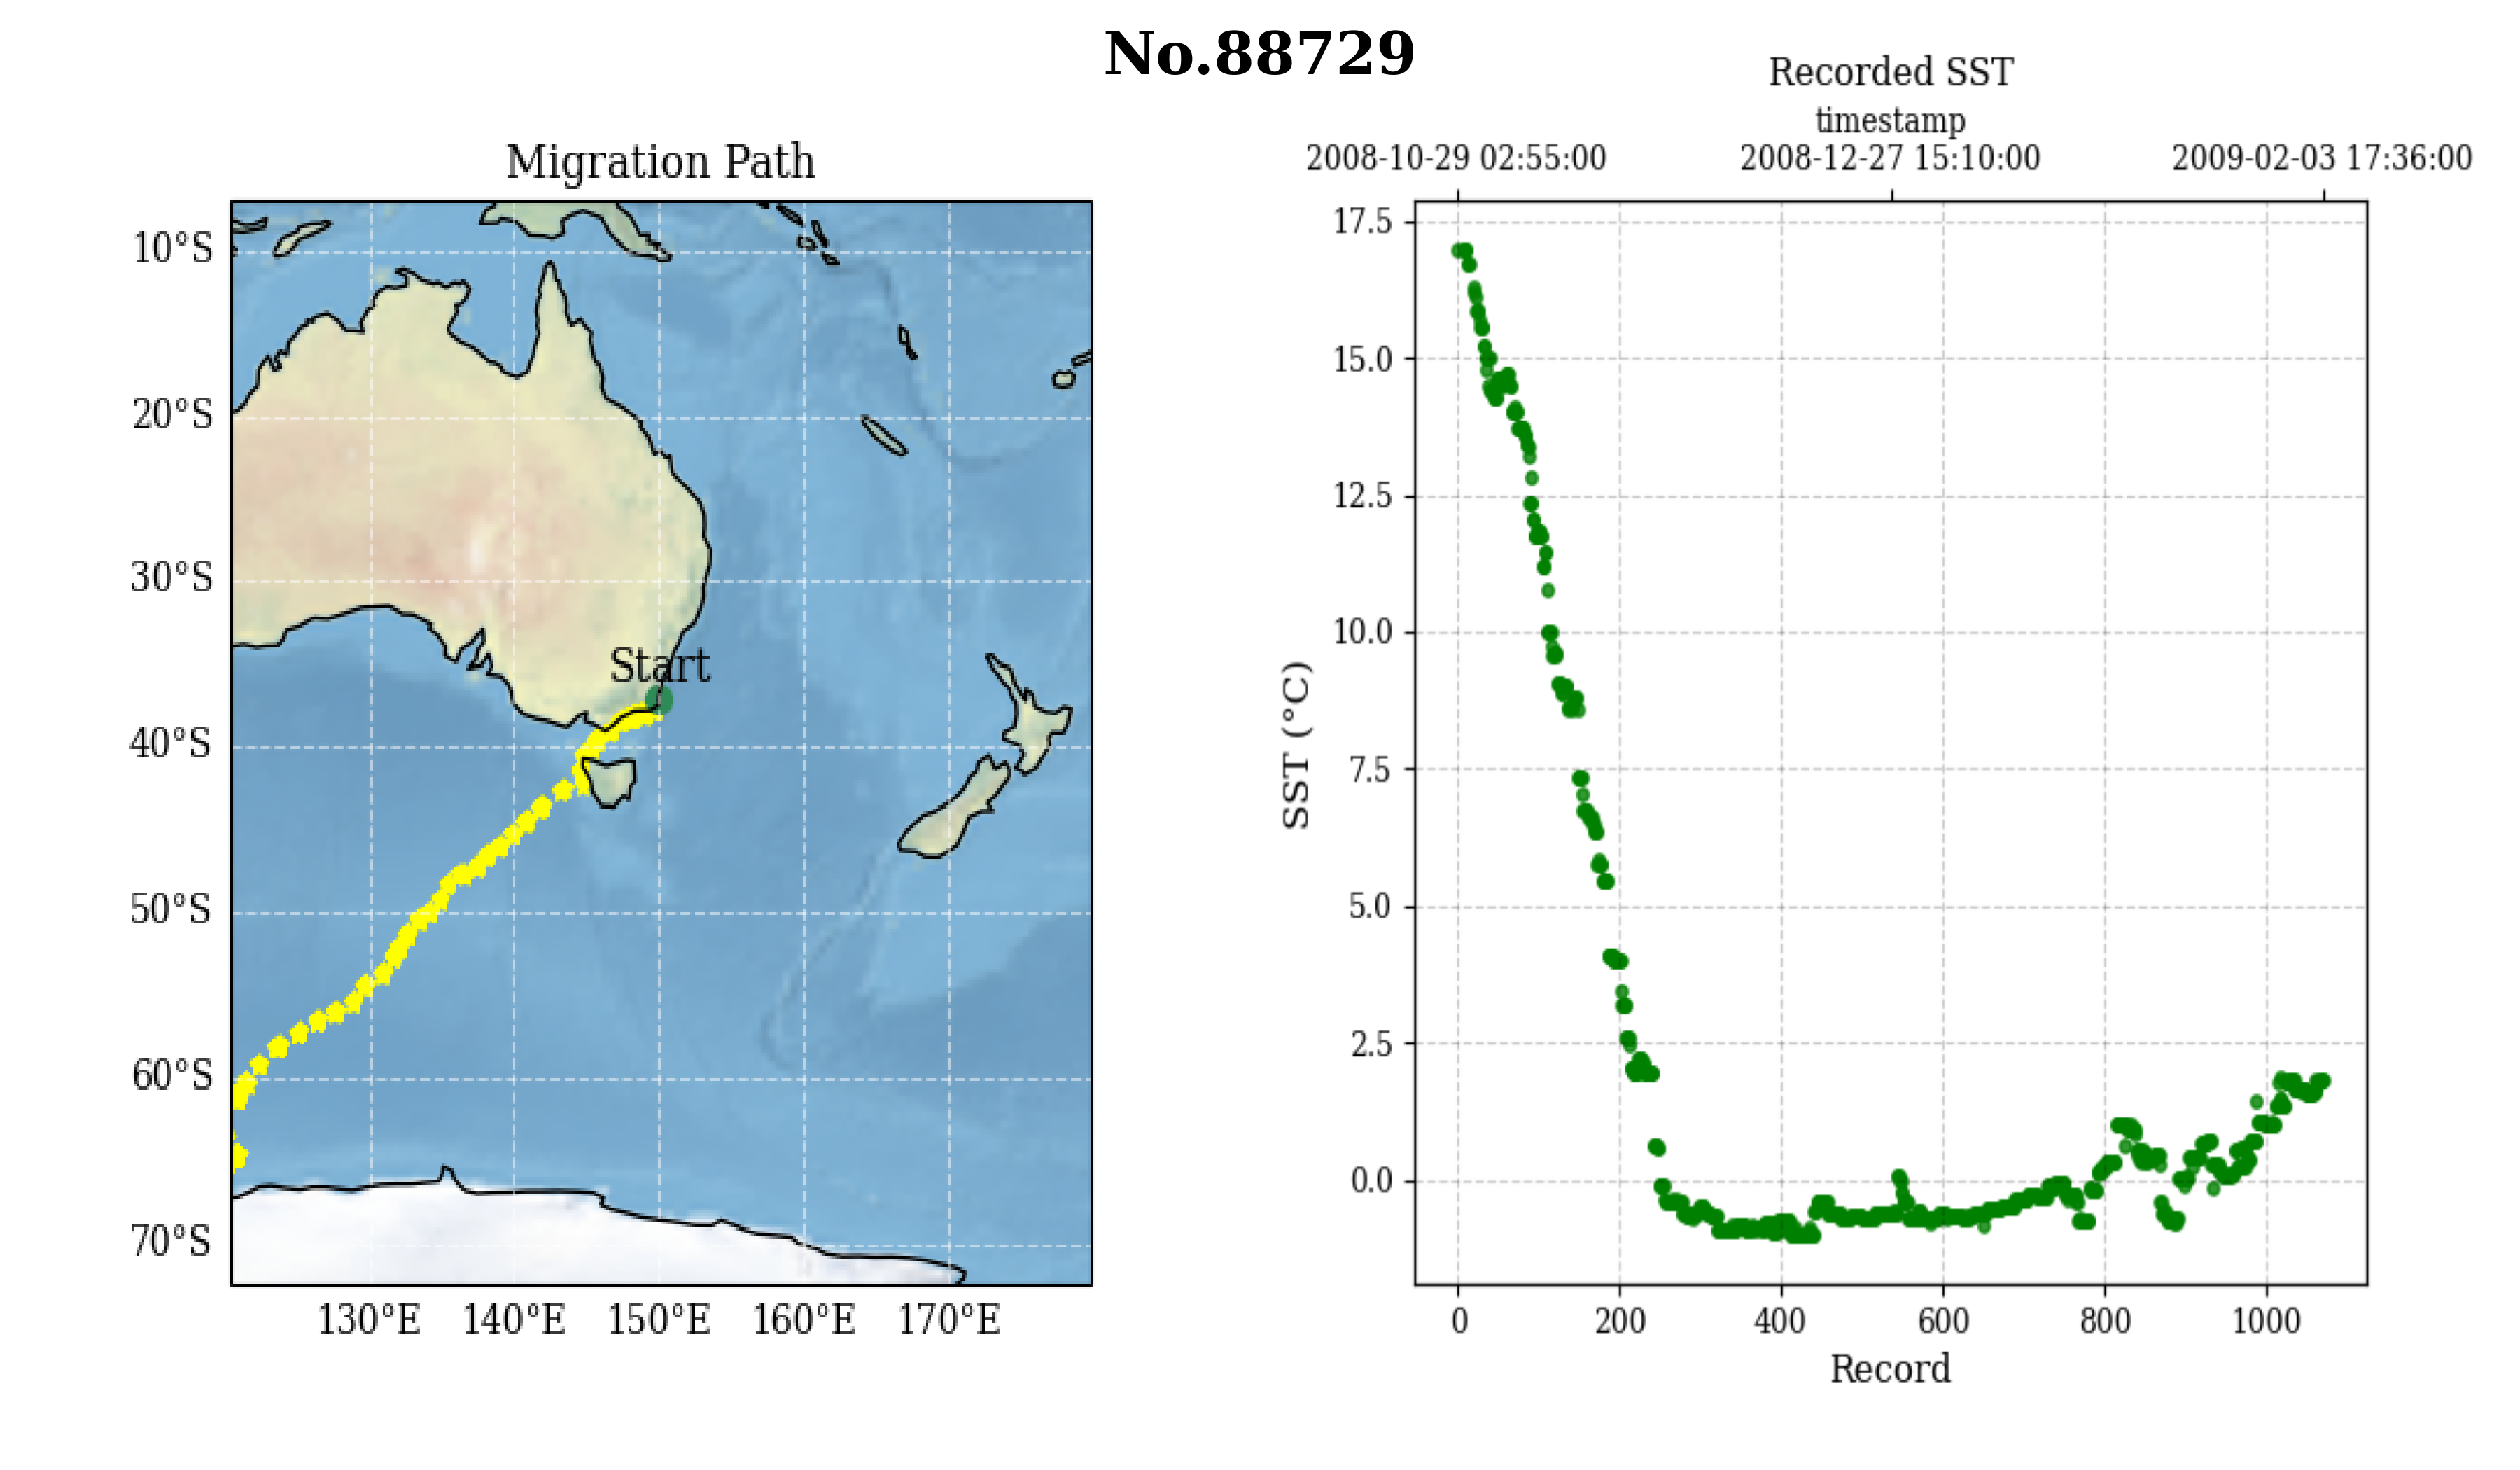 No.88729
Migration Path
10°S
20°S
30°S
40°S
50°S
60°S
70°S
Start
130°E 140°E 150°E 160°E 170°E
Recorded SST
timestamp
2008-10-29 02:55:00 2008-12-27 15:10:00 2009-02-03 17:36:00
SST (°C)
17.5
15.0
12.5
10.0
7.5
5.0
2.5
0.0
0 200 400 600 800 1000
Record